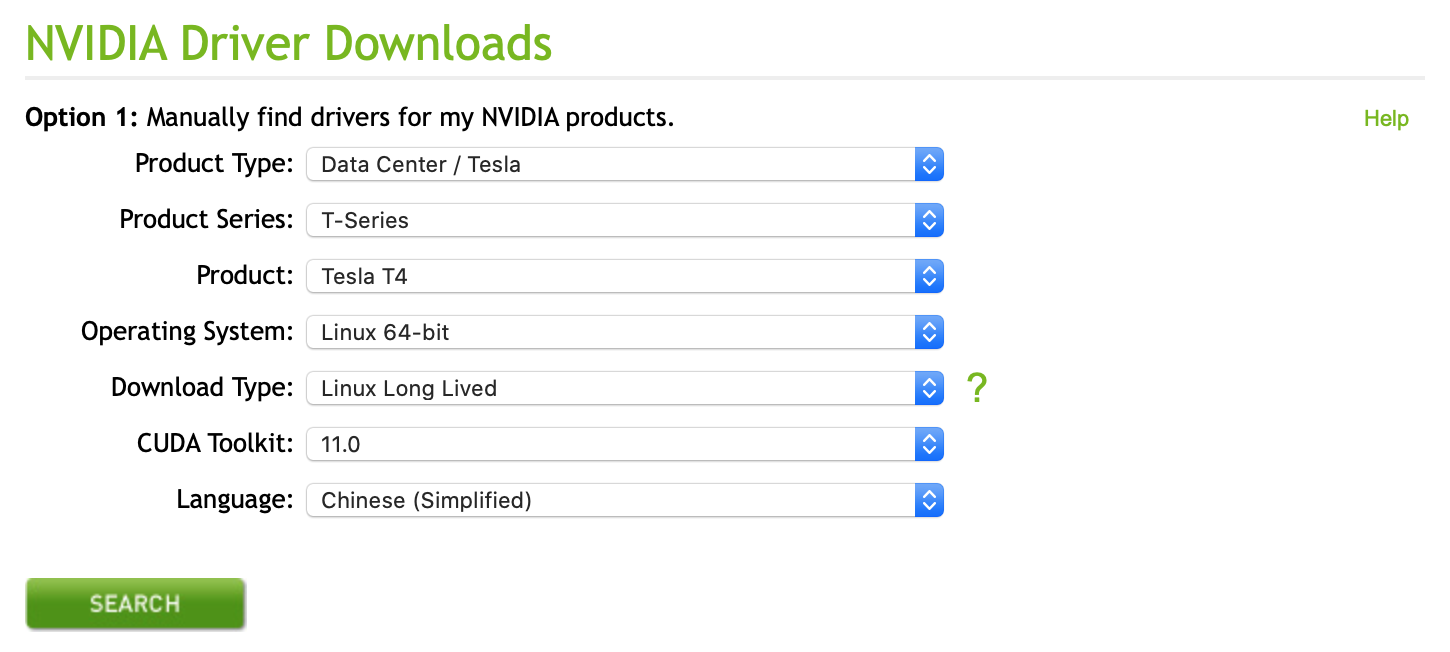 NVIDIA Driver Downloads
Option 1: Manually find drivers for my NVIDIA products.
Help
Product Type: Data Center / Tesla
Product Series: T-Series
Product: Tesla T4
Operating System: Linux 64-bit
Download Type: Linux Long Lived ?
CUDA Toolkit: 11.0
Language: Chinese (Simplified)
SEARCH